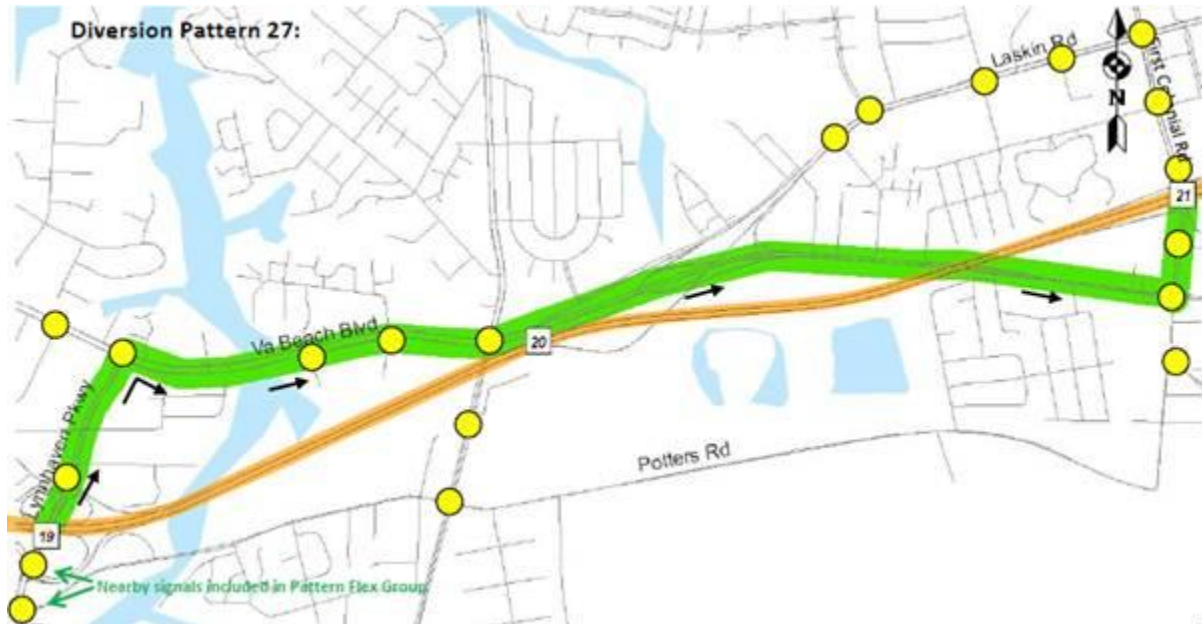 Diversion Pattern 27:
Laskin Rd
First Colonial Rd
N
21
Va Beach Blvd
20
Lynnhaven Pkwy
Potters Rd
19
Nearby signals included in Pattern Flex Group